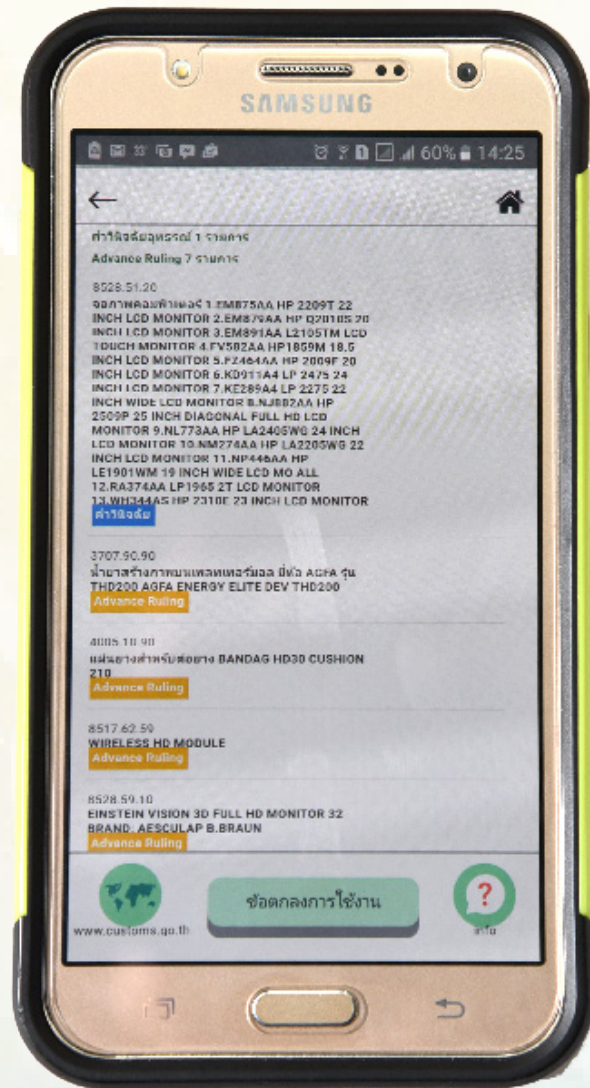 SAMSUNG
60% 14:25
คำวินิจฉัยอุทธรณ์ 1 รายการ
Advance Ruling 7 รายการ
8528.51.20
จอภาพคอมพิวเตอร์ 1.EM875AA HP 2209T 22
INCH LCD MONITOR 2.EM879AA HP Q2010S 20
INCH LCD MONITOR 3.EM891AA L2105TM LCD
TOUCH MONITOR 4.FV502AA HP1859M 18.5
INCH LCD MONITOR 5.FZ464AA HP 2009F 20
INCH LCD MONITOR 6.KD911A4 LP 2475 24
INCH LCD MONITOR 7.KE289A4 LP 2275 22
INCH WIDE LCD MONITOR 8.NJ882AA HP
2509P 25 INCH DIAGONAL FULL HD LCD
MONITOR 9.NL773AA HP LA2405WG 24 INCH
LCD MONITOR 10.NM274AA HP LA2205WG 22
INCH LCD MONITOR 11.NP446AA HP
LE1901WM 19 INCH WIDE LCD MO ALL
12.RA374AA LP1965 2T LCD MONITOR
13.WH344AS HP 2310E 23 INCH LCD MONITOR
คำวินิจฉัย
3707.90.90
น้ำยาสร้างภาพบนเพลทเทอร์มอล ยี่ห้อ AGFA รุ่น
THD200 AGFA ENERGY ELITE DEV THD200
Advance Ruling
4005.10.90
แผ่นยางสำหรับต่อยาง BANDAG HD30 CUSHION
210
Advance Ruling
8517.62.59
WIRELESS HD MODULE
Advance Ruling
8528.59.10
EINSTEIN VISION 3D FULL HD MONITOR 32
BRAND: AESCULAP B.BRAUN
Advance Ruling
www.customs.go.th
ข้อตกลงการใช้งาน
?
info